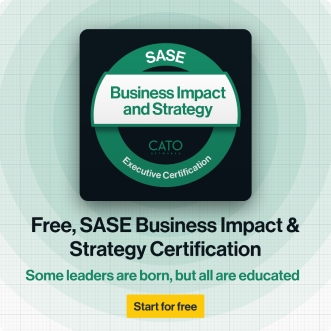 SASE
Business Impact
and Strategy
CATO
NETWORKS
Executive Certification
Free, SASE Business Impact &
Strategy Certification
Some leaders are born, but all are educated
Start for free